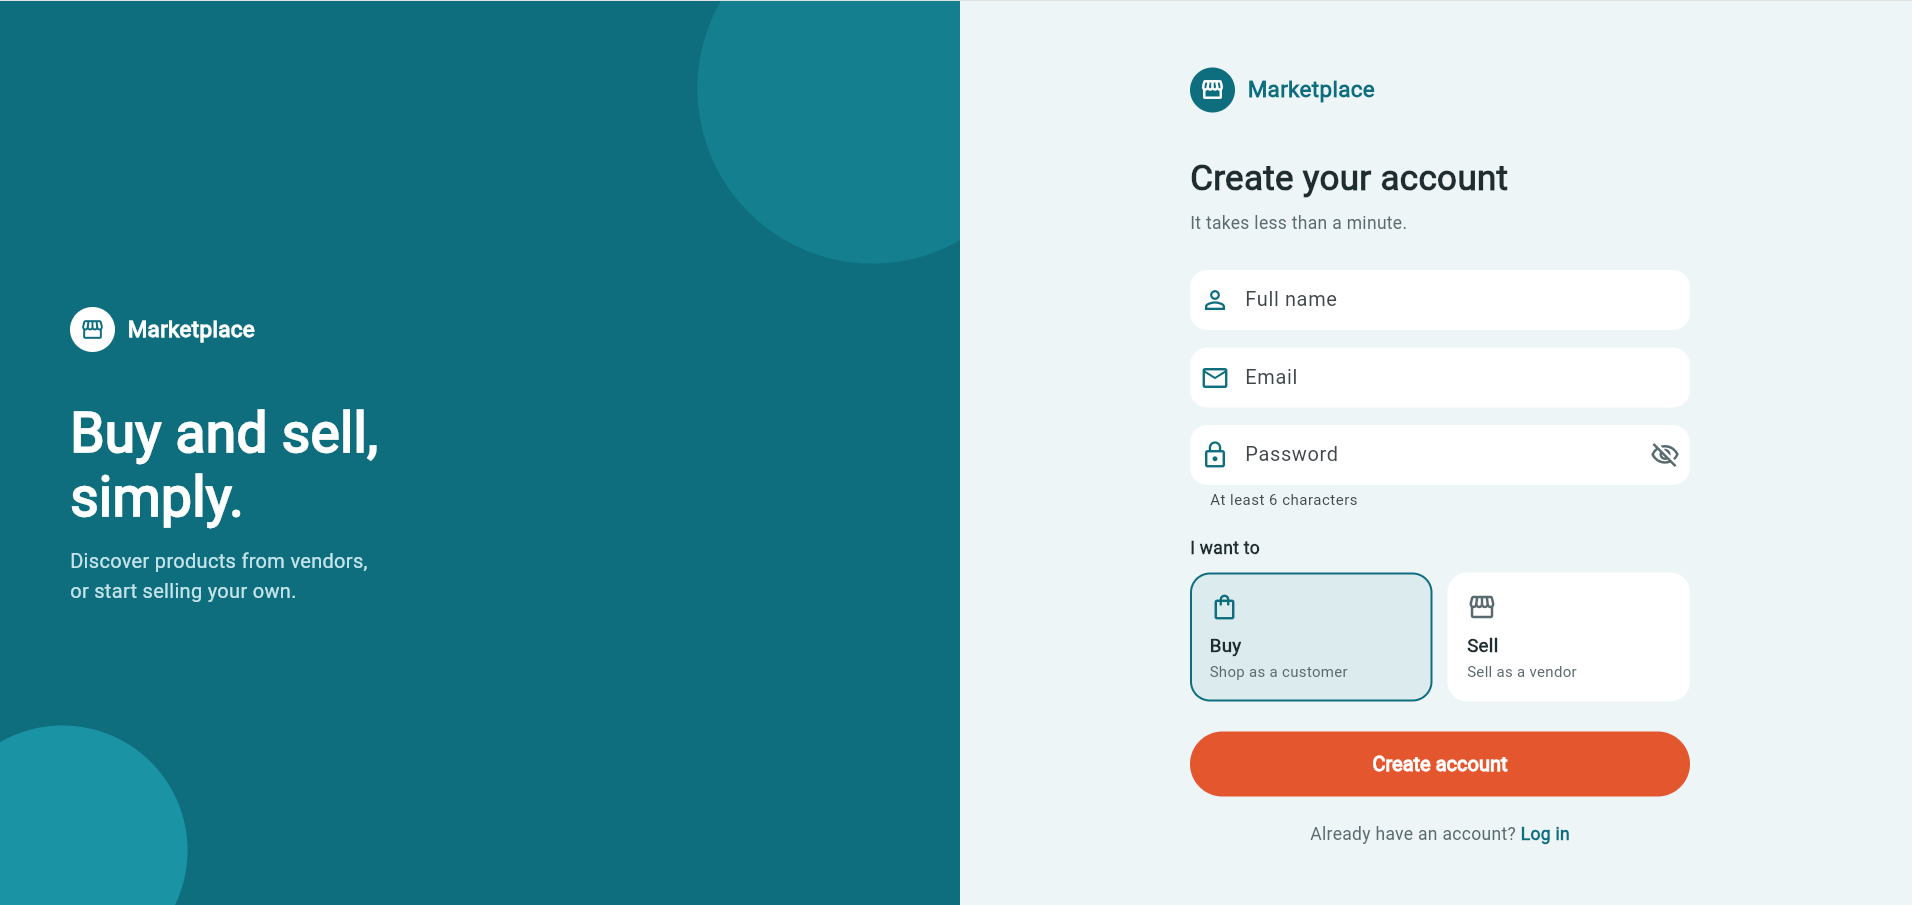 Marketplace
Buy and sell,
simply.
Discover products from vendors,
or start selling your own.
Marketplace
Create your account
It takes less than a minute.
Full name
Email
Password
At least 6 characters
I want to
Buy
Shop as a customer
Sell
Sell as a vendor
Create account
Already have an account? Log in